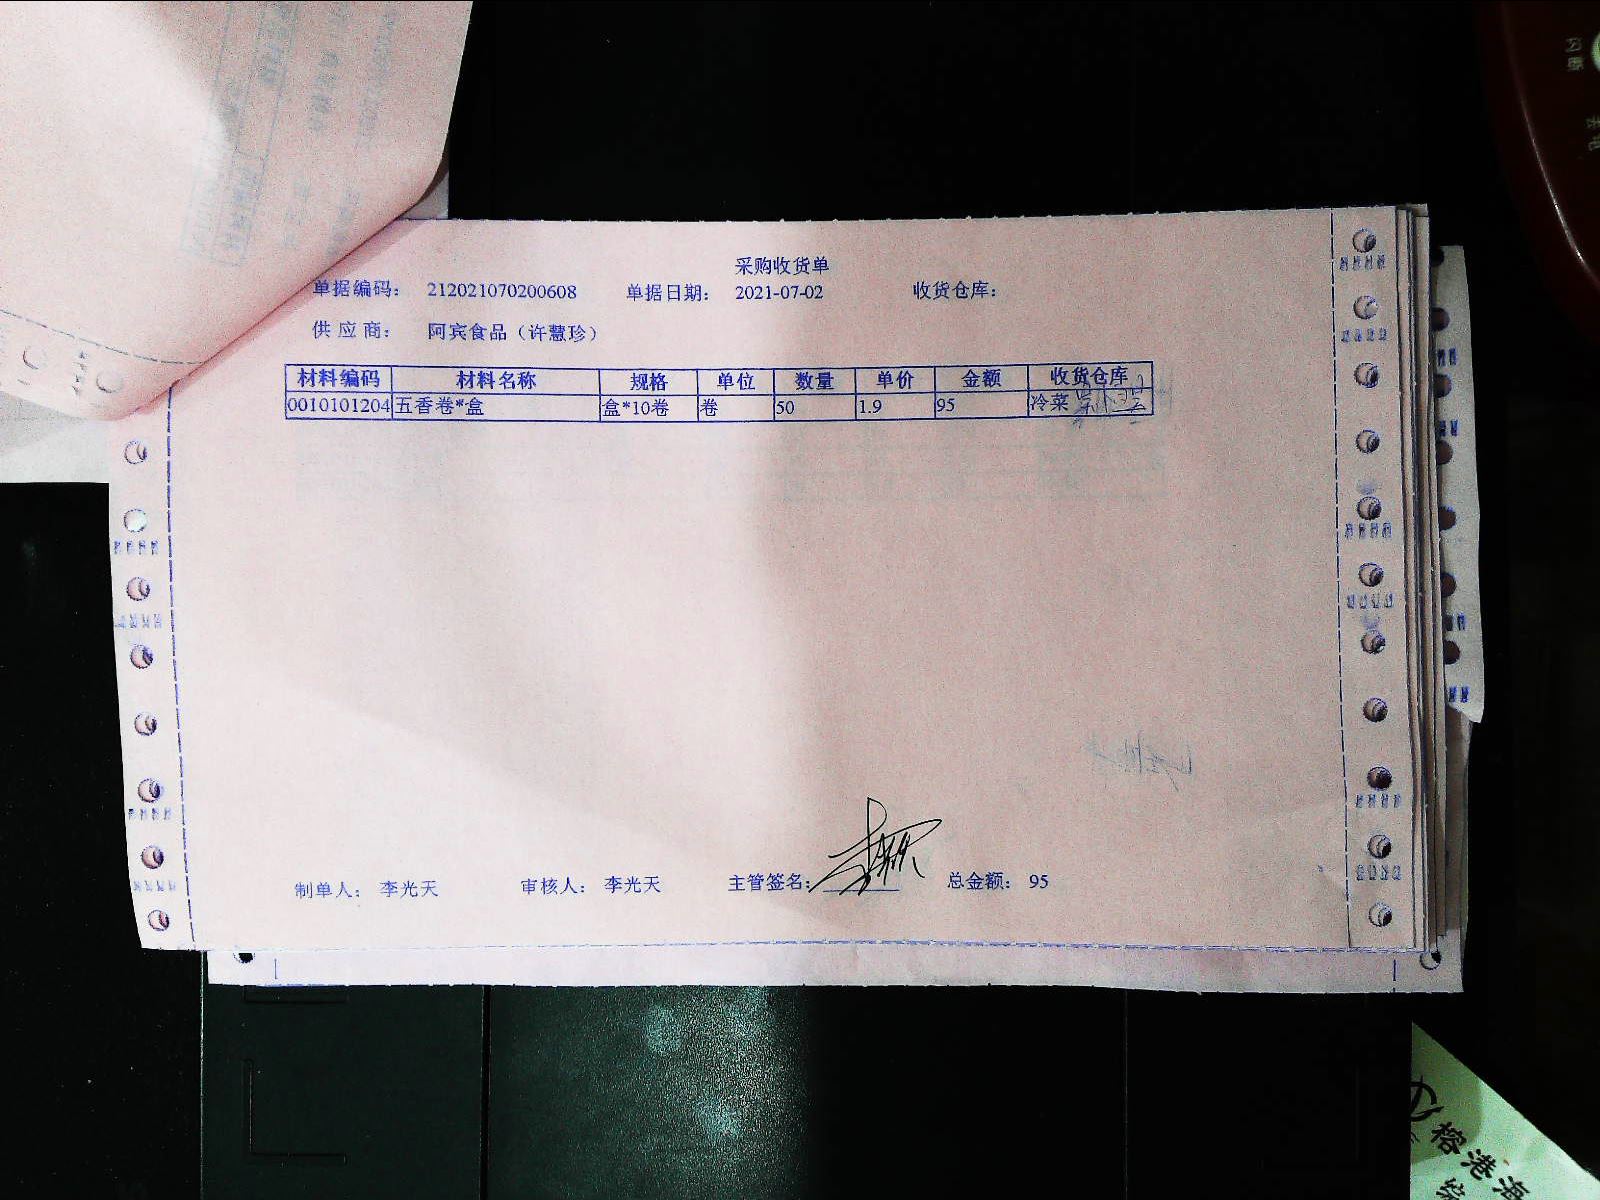 采购收货单
单据编码： 212021070200608 单据日期： 2021-07-02 收货仓库：
供 应 商： 阿宾食品（许慧珍）
材料编码 材料名称 规格 单位 数量 单价 金额 收货仓库
0010101204 五香卷*盒 盒*10卷 卷 50 1.9 95 冷菜
制单人： 李光天 审核人： 李光天 主管签名： 总金额： 95
榕港海